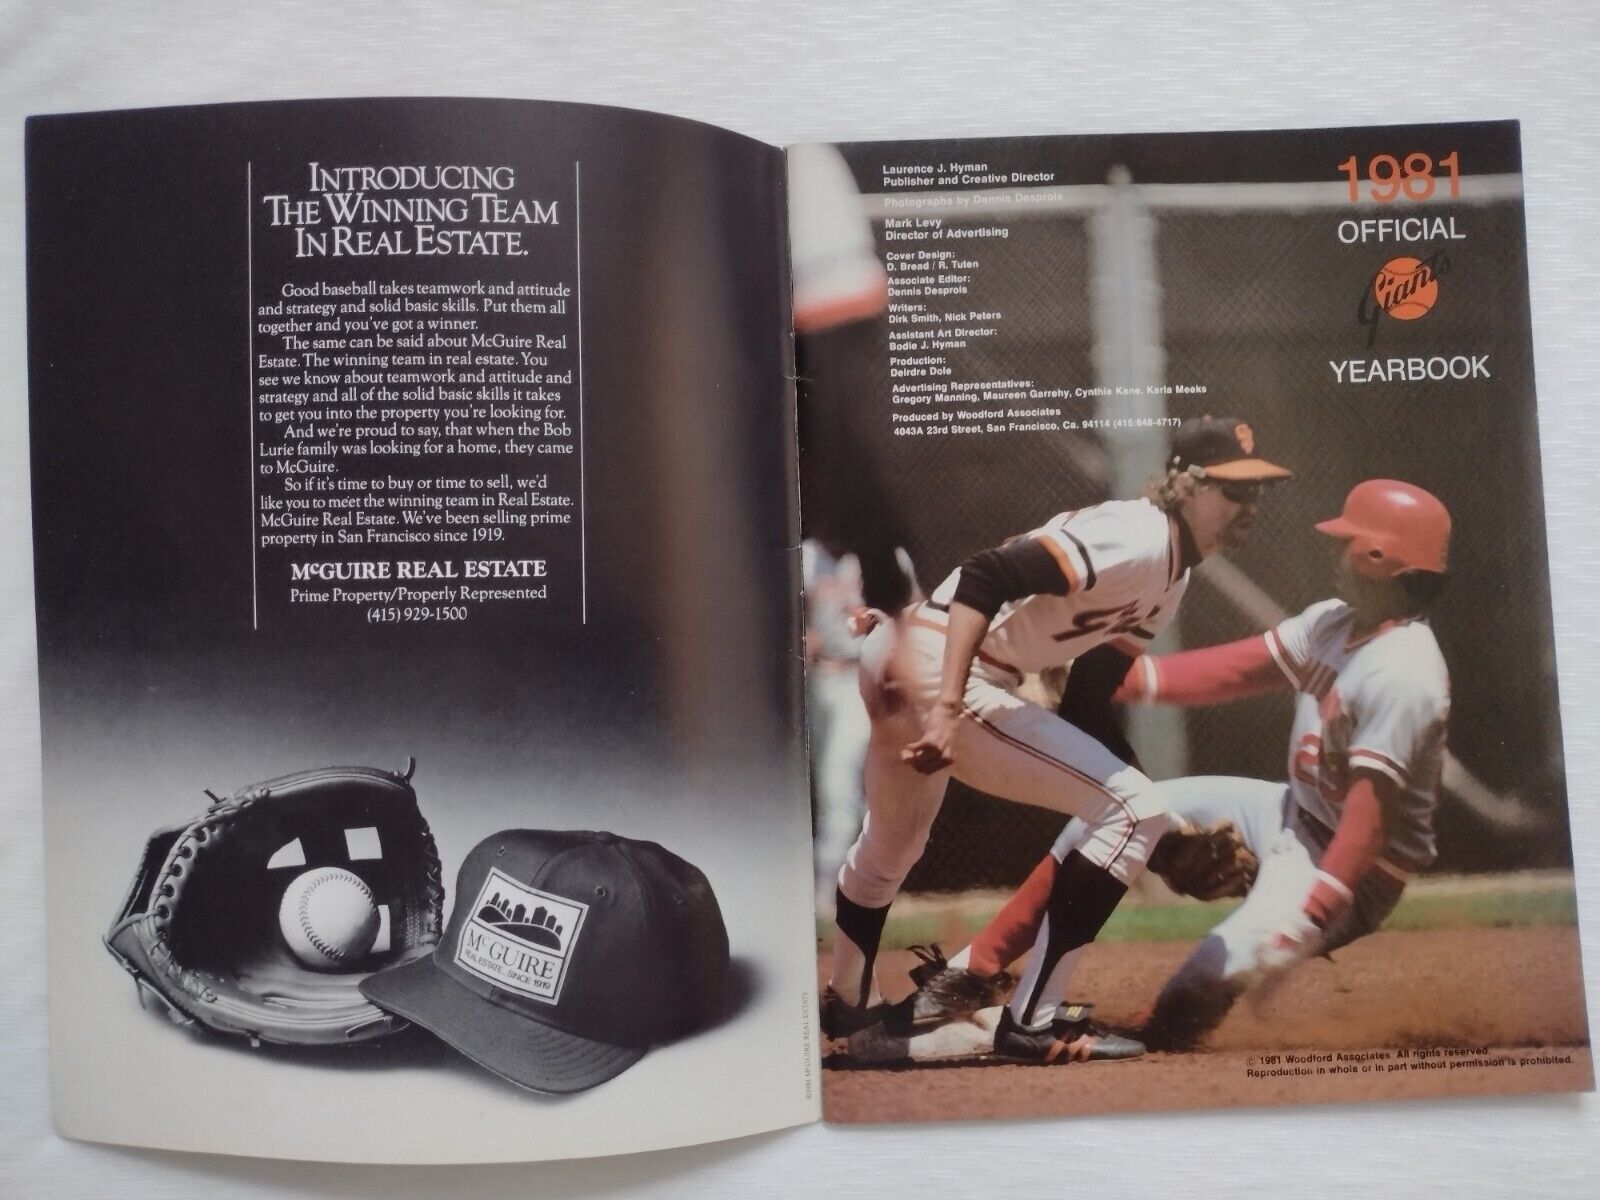 INTRODUCING
THE WINNING TEAM
IN REAL ESTATE.
Good baseball takes teamwork and attitude
and strategy and solid basic skills. Put them all
together and you've got a winner.
The same can be said about McGuire Real
Estate. The winning team in real estate. You
see we know about teamwork and attitude and
strategy and all of the solid basic skills it takes
to get you into the property you're looking for.
And we're proud to say, that when the Bob
Lurie family was looking for a home, they came
to McGuire.
So if it's time to buy or time to sell, we'd
like you to meet the winning team in Real Estate.
McGuire Real Estate. We've been selling prime
property in San Francisco since 1919.
McGUIRE REAL ESTATE
Prime Property/Properly Represented
(415) 929-1500
McGUIRE
REAL ESTATE...SINCE 1919
© 1981 McGUIRE REAL ESTATE
Laurence J. Hyman
Publisher and Creative Director
Photographs by Dennis Desprois
Mark Levy
Director of Advertising
Cover Design:
D. Bread / R. Tuten
Associate Editor:
Dennis Desprois
Writers:
Dirk Smith, Nick Peters
Assistant Art Director:
Bodie J. Hyman
Production:
Deirdre Dole
Advertising Representatives:
Gregory Manning, Maureen Garrehy, Cynthia Kane, Karla Meeks
Produced by Woodford Associates
4043A 23rd Street, San Francisco, Ca. 94114 (415:648-4717)
1981
OFFICIAL
Giants
YEARBOOK
SF
© 1981 Woodford Associates All rights reserved.
Reproduction in whole or in part without permission is prohibited.